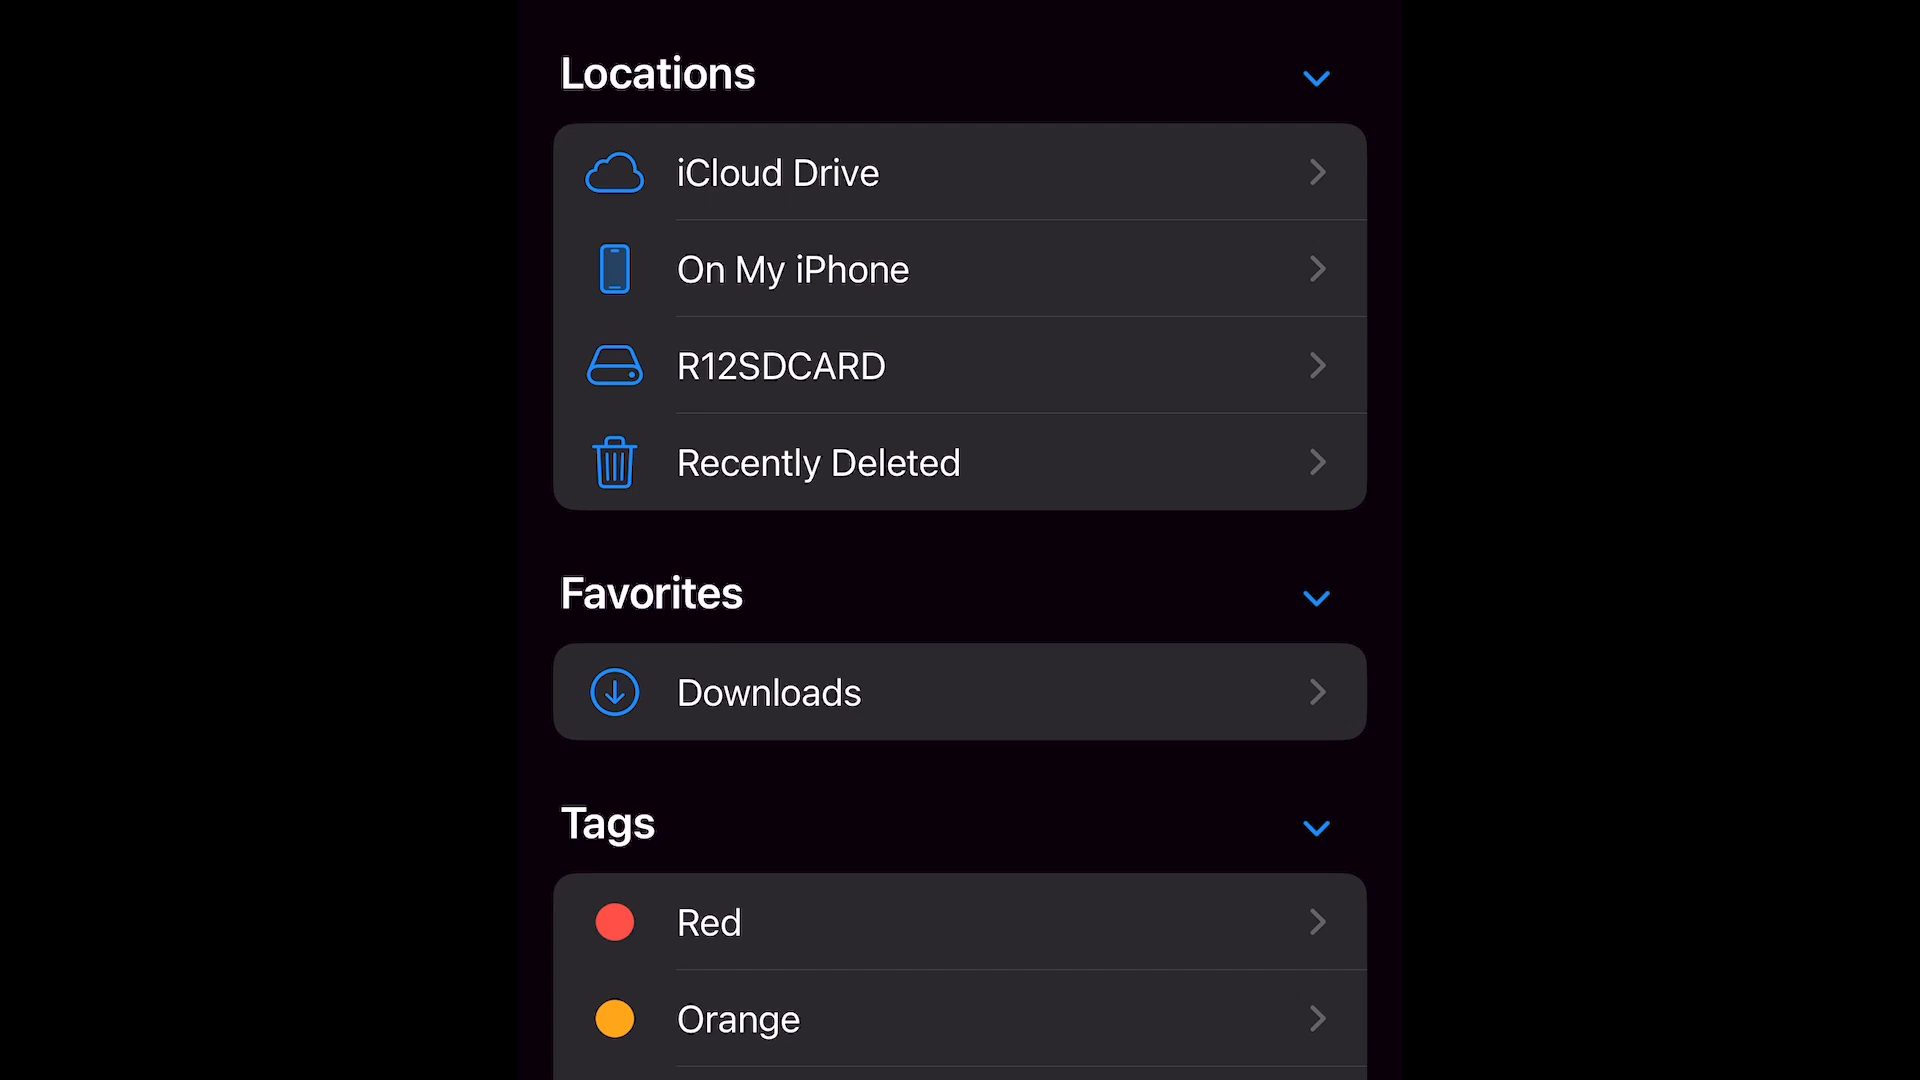 Locations
iCloud Drive
On My iPhone
R12SDCARD
Recently Deleted
Favorites
Downloads
Tags
Red
Orange